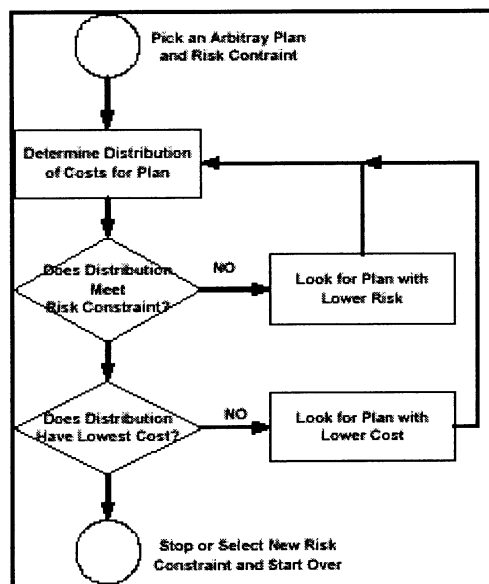 Pick an Arbitray Plan
and Risk Contraint
Determine Distribution
of Costs for Plan
Does Distribution
Meet
Risk Constraint?
NO
Look for Plan with
Lower Risk
Does Distribution
Have Lowest Cost?
NO
Look for Plan with
Lower Cost
Stop or Select New Risk
Constraint and Start Over